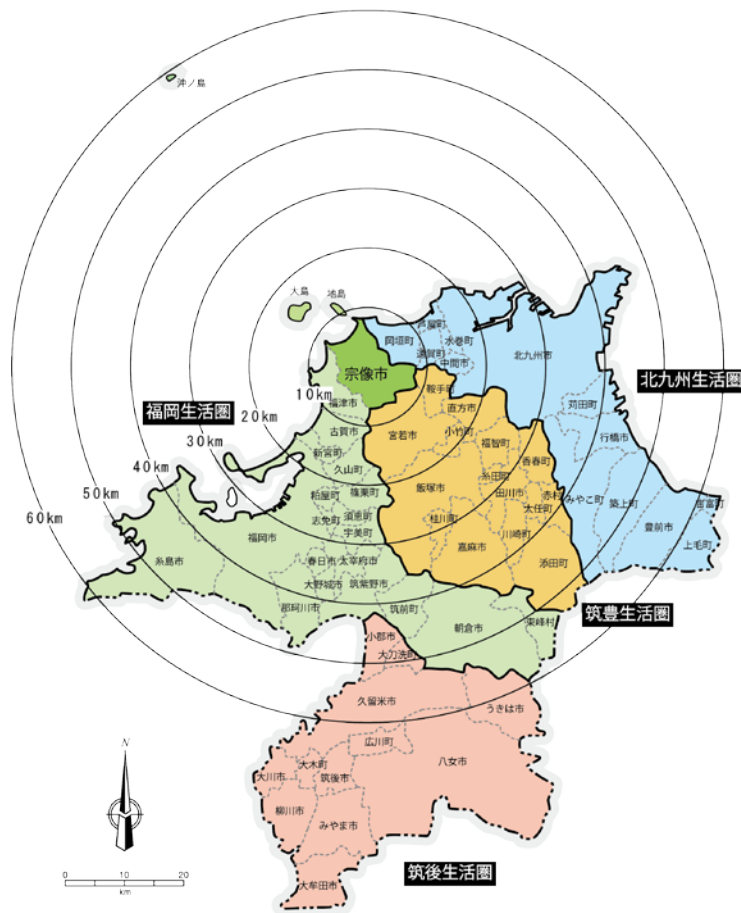 沖ノ島
大島
地島
芦屋町
岡垣町
水巻町
遠賀町
中間市
北九州市
宗像市
北九州生活圏
10km
鞍手町
福津市
直方市
苅田町
福岡生活圏
20km
古賀市
宮若市
小竹町
福智町
行橋市
30km
新宮町
香春町
久山町
40km
飯塚市
糸田町
50km
粕屋町
篠栗町
田川市
赤村
みやこ町
吉富町
60km
志免町
須恵町
桂川町
大任町
築上町
福岡市
宇美町
川崎町
豊前市
上毛町
糸島市
春日市
太宰府市
嘉麻市
添田町
大野城市
筑紫野市
那珂川市
筑前町
朝倉市
東峰村
筑豊生活圏
小郡市
大刀洗町
久留米市
うきは市
広川町
N
大木町
八女市
大川市
筑後市
柳川市
みやま市
筑後生活圏
大牟田市
0 10 20
km